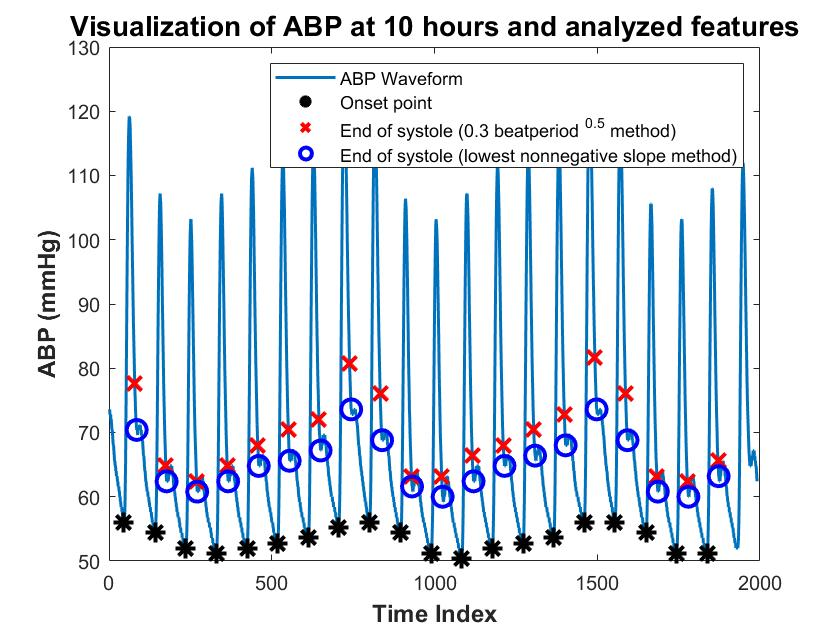 Visualization of ABP at 10 hours and analyzed features
ABP (mmHg)
130
120
110
100
90
80
70
60
50
ABP Waveform
Onset point
End of systole (0.3 beatperiod 0.5 method)
End of systole (lowest nonnegative slope method)
0
500
1000
1500
2000
Time Index